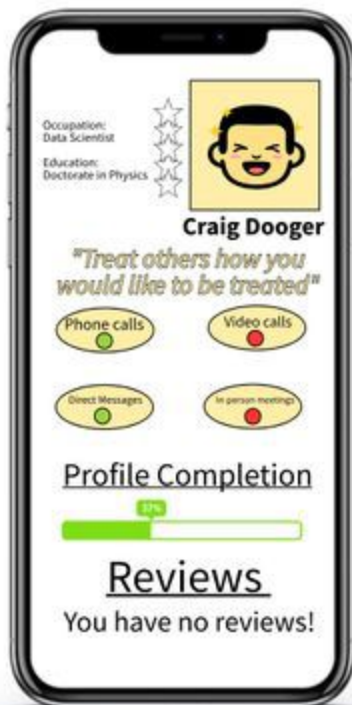 Occupation:
Data Scientist
Education:
Doctorate in Physics
Craig Dooger
"Treat others how you
would like to be treated"
Phone calls
Video calls
Direct Messages
In person meetings
Profile Completion
37%
Reviews
You have no reviews!